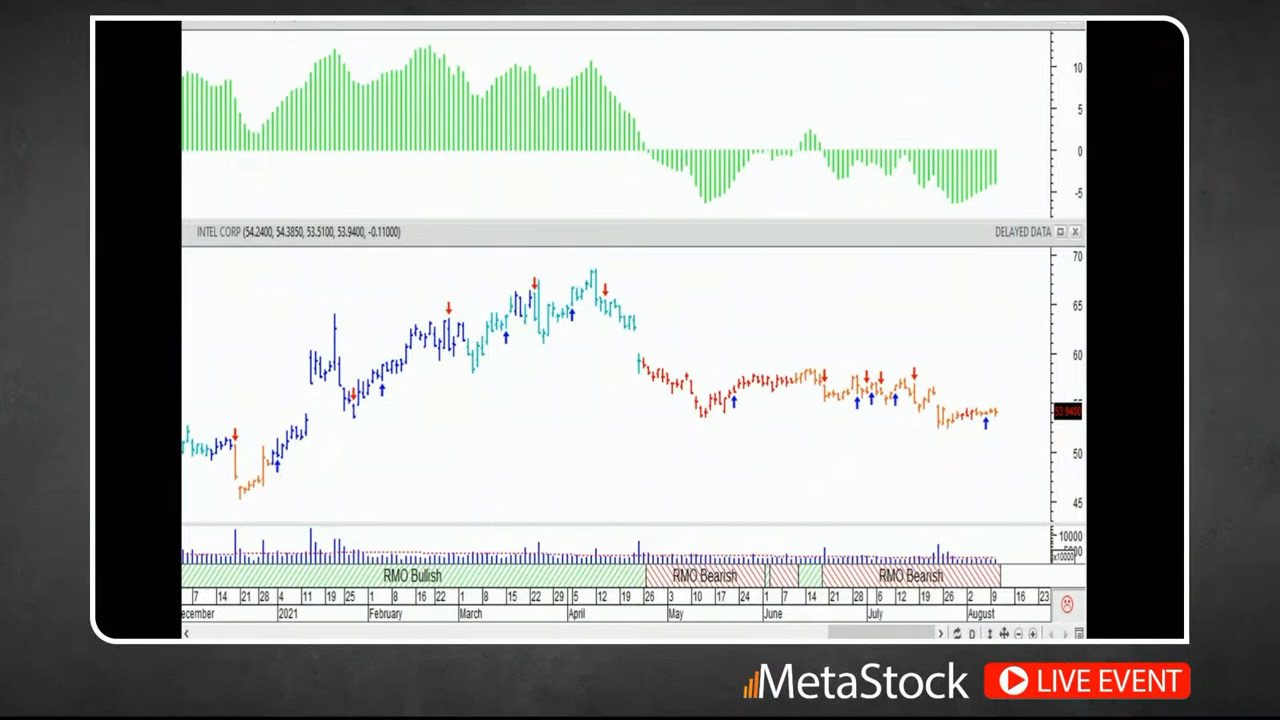 10
5
0
-5
INTEL CORP (54.2400, 54.3850, 53.5100, 53.9400, -0.11000)
DELAYED DATA
70
65
60
53.9400
50
45
10000
5000
x10000
RMO Bullish
RMO Bearish
RMO Bearish
7 14 21 28 4 11 19 25 1 8 16 22 1 8 15 22 29 5 12 19 26 3 10 17 24 1 7 14 21 28 6 12 19 26 2 9 16 23
ecember 2021 February March April May June July August
D
MetaStock
LIVE EVENT